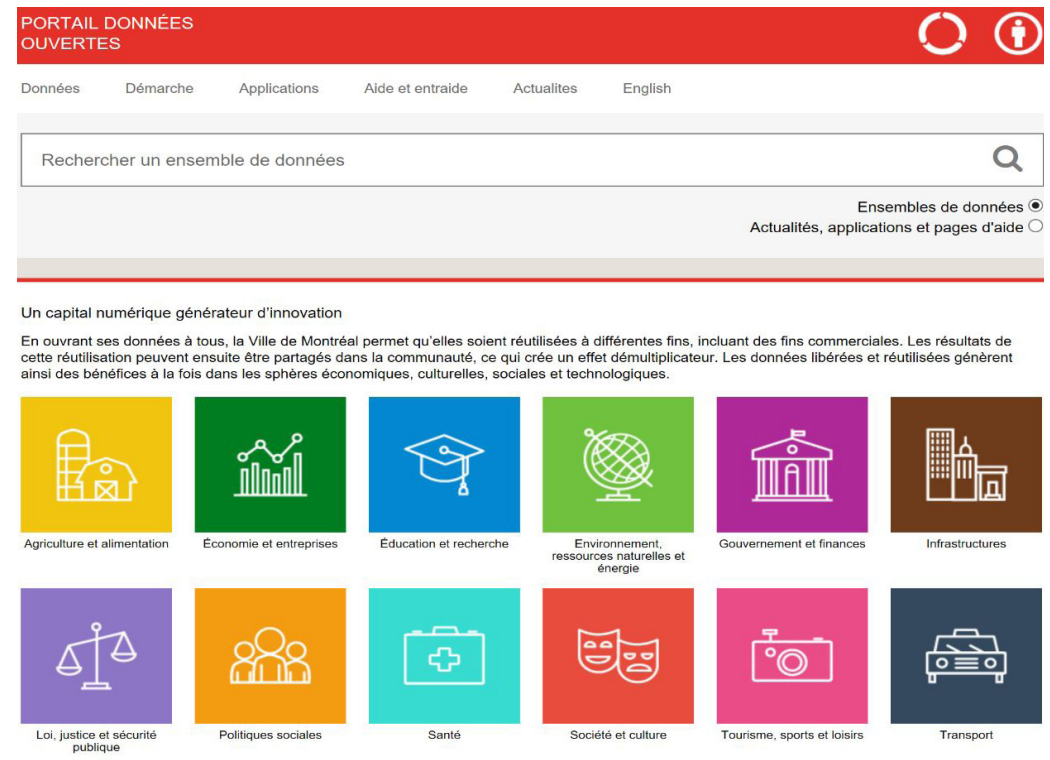 PORTAIL DONNÉES
OUVERTES
Données Démarche Applications Aide et entraide Actualites English
Rechercher un ensemble de données
Ensembles de données
Actualités, applications et pages d'aide
Un capital numérique générateur d'innovation
En ouvrant ses données à tous, la Ville de Montréal permet qu'elles soient réutilisées à différentes fins, incluant des fins commerciales. Les résultats de
cette réutilisation peuvent ensuite être partagés dans la communauté, ce qui crée un effet démultiplicateur. Les données libérées et réutilisées génèrent
ainsi des bénéfices à la fois dans les sphères économiques, culturelles, sociales et technologiques.
Agriculture et alimentation
Économie et entreprises
Éducation et recherche
Environnement,
ressources naturelles et
énergie
Gouvernement et finances
Infrastructures
Loi, justice et sécurité
publique
Politiques sociales
Santé
Société et culture
Tourisme, sports et loisirs
Transport